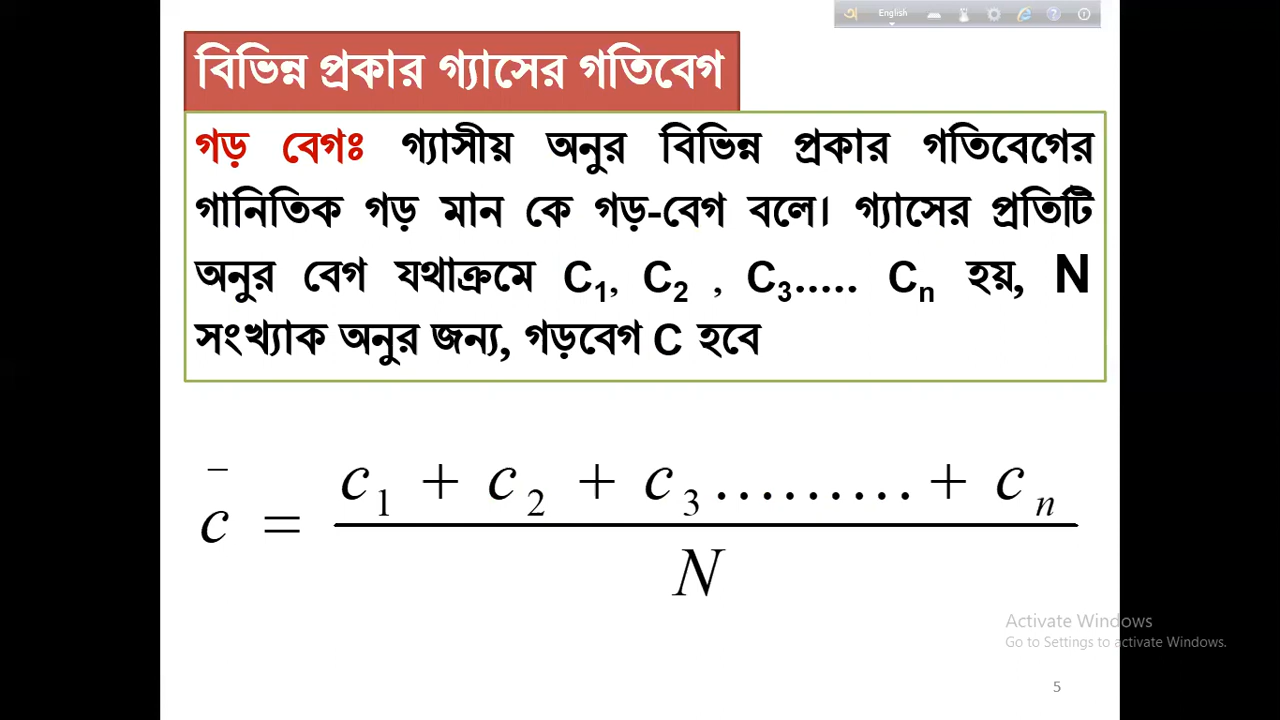 English
বিভিন্ন প্রকার গ্যাসের গতিবেগ
গড় বেগঃ গ্যাসীয় অনুর বিভিন্ন প্রকার গতিবেগের
গানিতিক গড় মান কে গড়-বেগ বলে। গ্যাসের প্রতিটি
অনুর বেগ যথাক্রমে C₁, C₂ , C₃..... Cₙ হয়, N
সংখ্যাক অনুর জন্য, গড়বেগ C হবে
c̄ = (c₁ + c₂ + c₃ ......... + cₙ) / N
Activate Windows
Go to Settings to activate Windows.
5